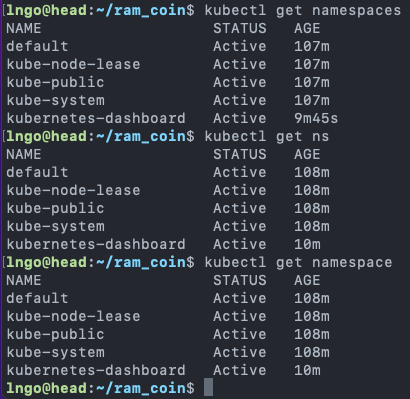 lngo@head:~/ram_coin$ kubectl get namespaces
NAME                   STATUS   AGE
default                Active   107m
kube-node-lease        Active   107m
kube-public            Active   107m
kube-system            Active   107m
kubernetes-dashboard   Active   9m45s
lngo@head:~/ram_coin$ kubectl get ns
NAME                   STATUS   AGE
default                Active   108m
kube-node-lease        Active   108m
kube-public            Active   108m
kube-system            Active   108m
kubernetes-dashboard   Active   10m
lngo@head:~/ram_coin$ kubectl get namespace
NAME                   STATUS   AGE
default                Active   108m
kube-node-lease        Active   108m
kube-public            Active   108m
kube-system            Active   108m
kubernetes-dashboard   Active   10m
lngo@head:~/ram_coin$